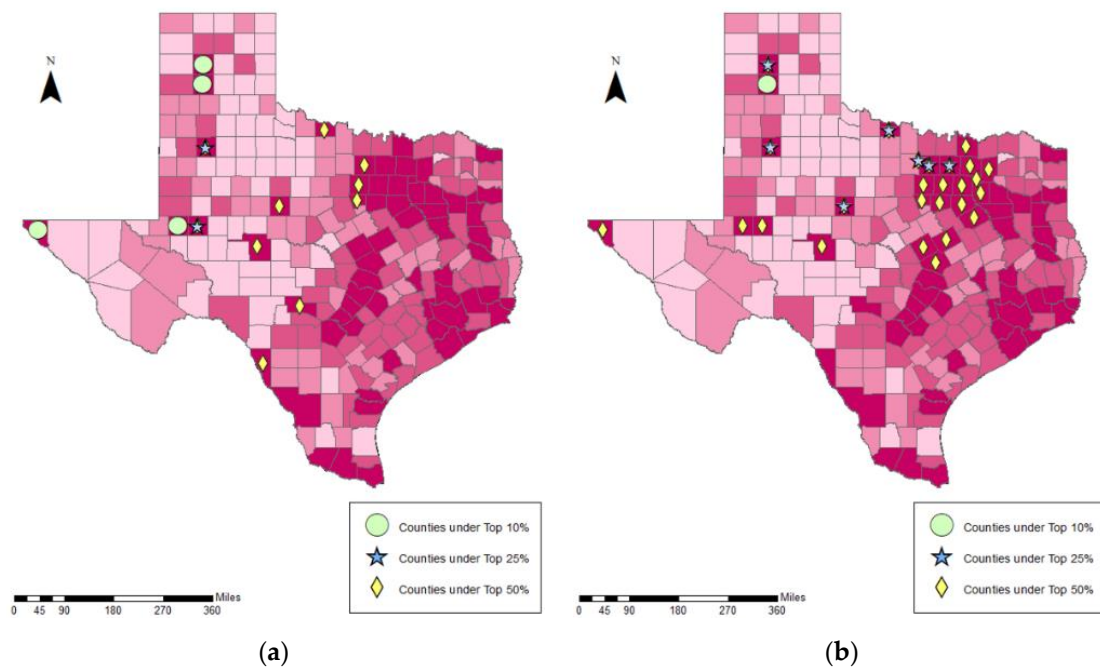 N
N
Counties under Top 10%
Counties under Top 25%
Counties under Top 50%
Miles
0 45 90 180 270 360
Counties under Top 10%
Counties under Top 25%
Counties under Top 50%
Miles
0 45 90 180 270 360
(a)
(b)